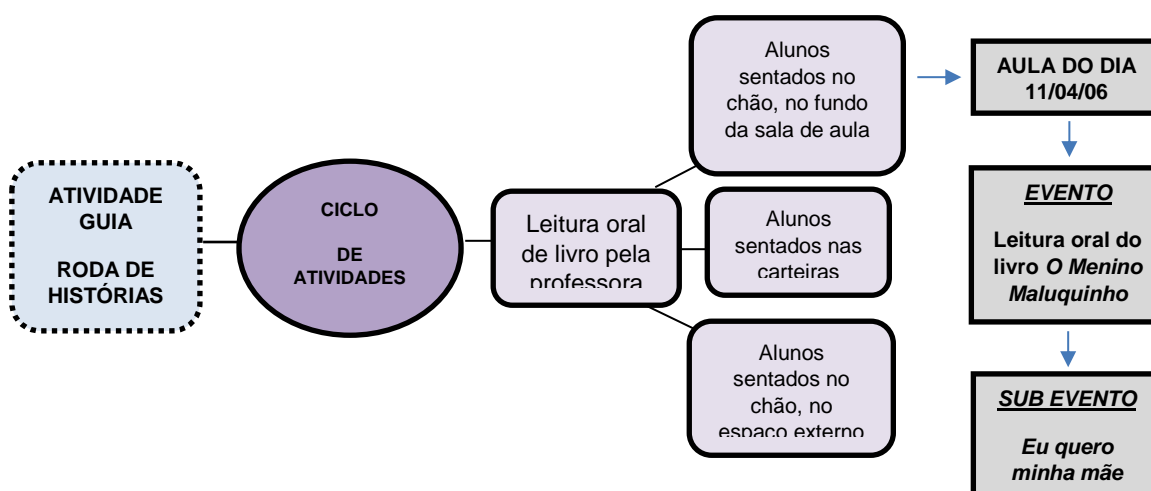 ATIVIDADE
GUIA
RODA DE
HISTÓRIAS
CICLO
DE
ATIVIDADES
Leitura oral
de livro pela
professora
Alunos
sentados no
chão, no fundo
da sala de aula
Alunos
sentados nas
carteiras
Alunos
sentados no
chão, no
espaço externo
AULA DO DIA
11/04/06
EVENTO
Leitura oral do
livro O Menino
Maluquinho
SUB EVENTO
Eu quero
minha mãe